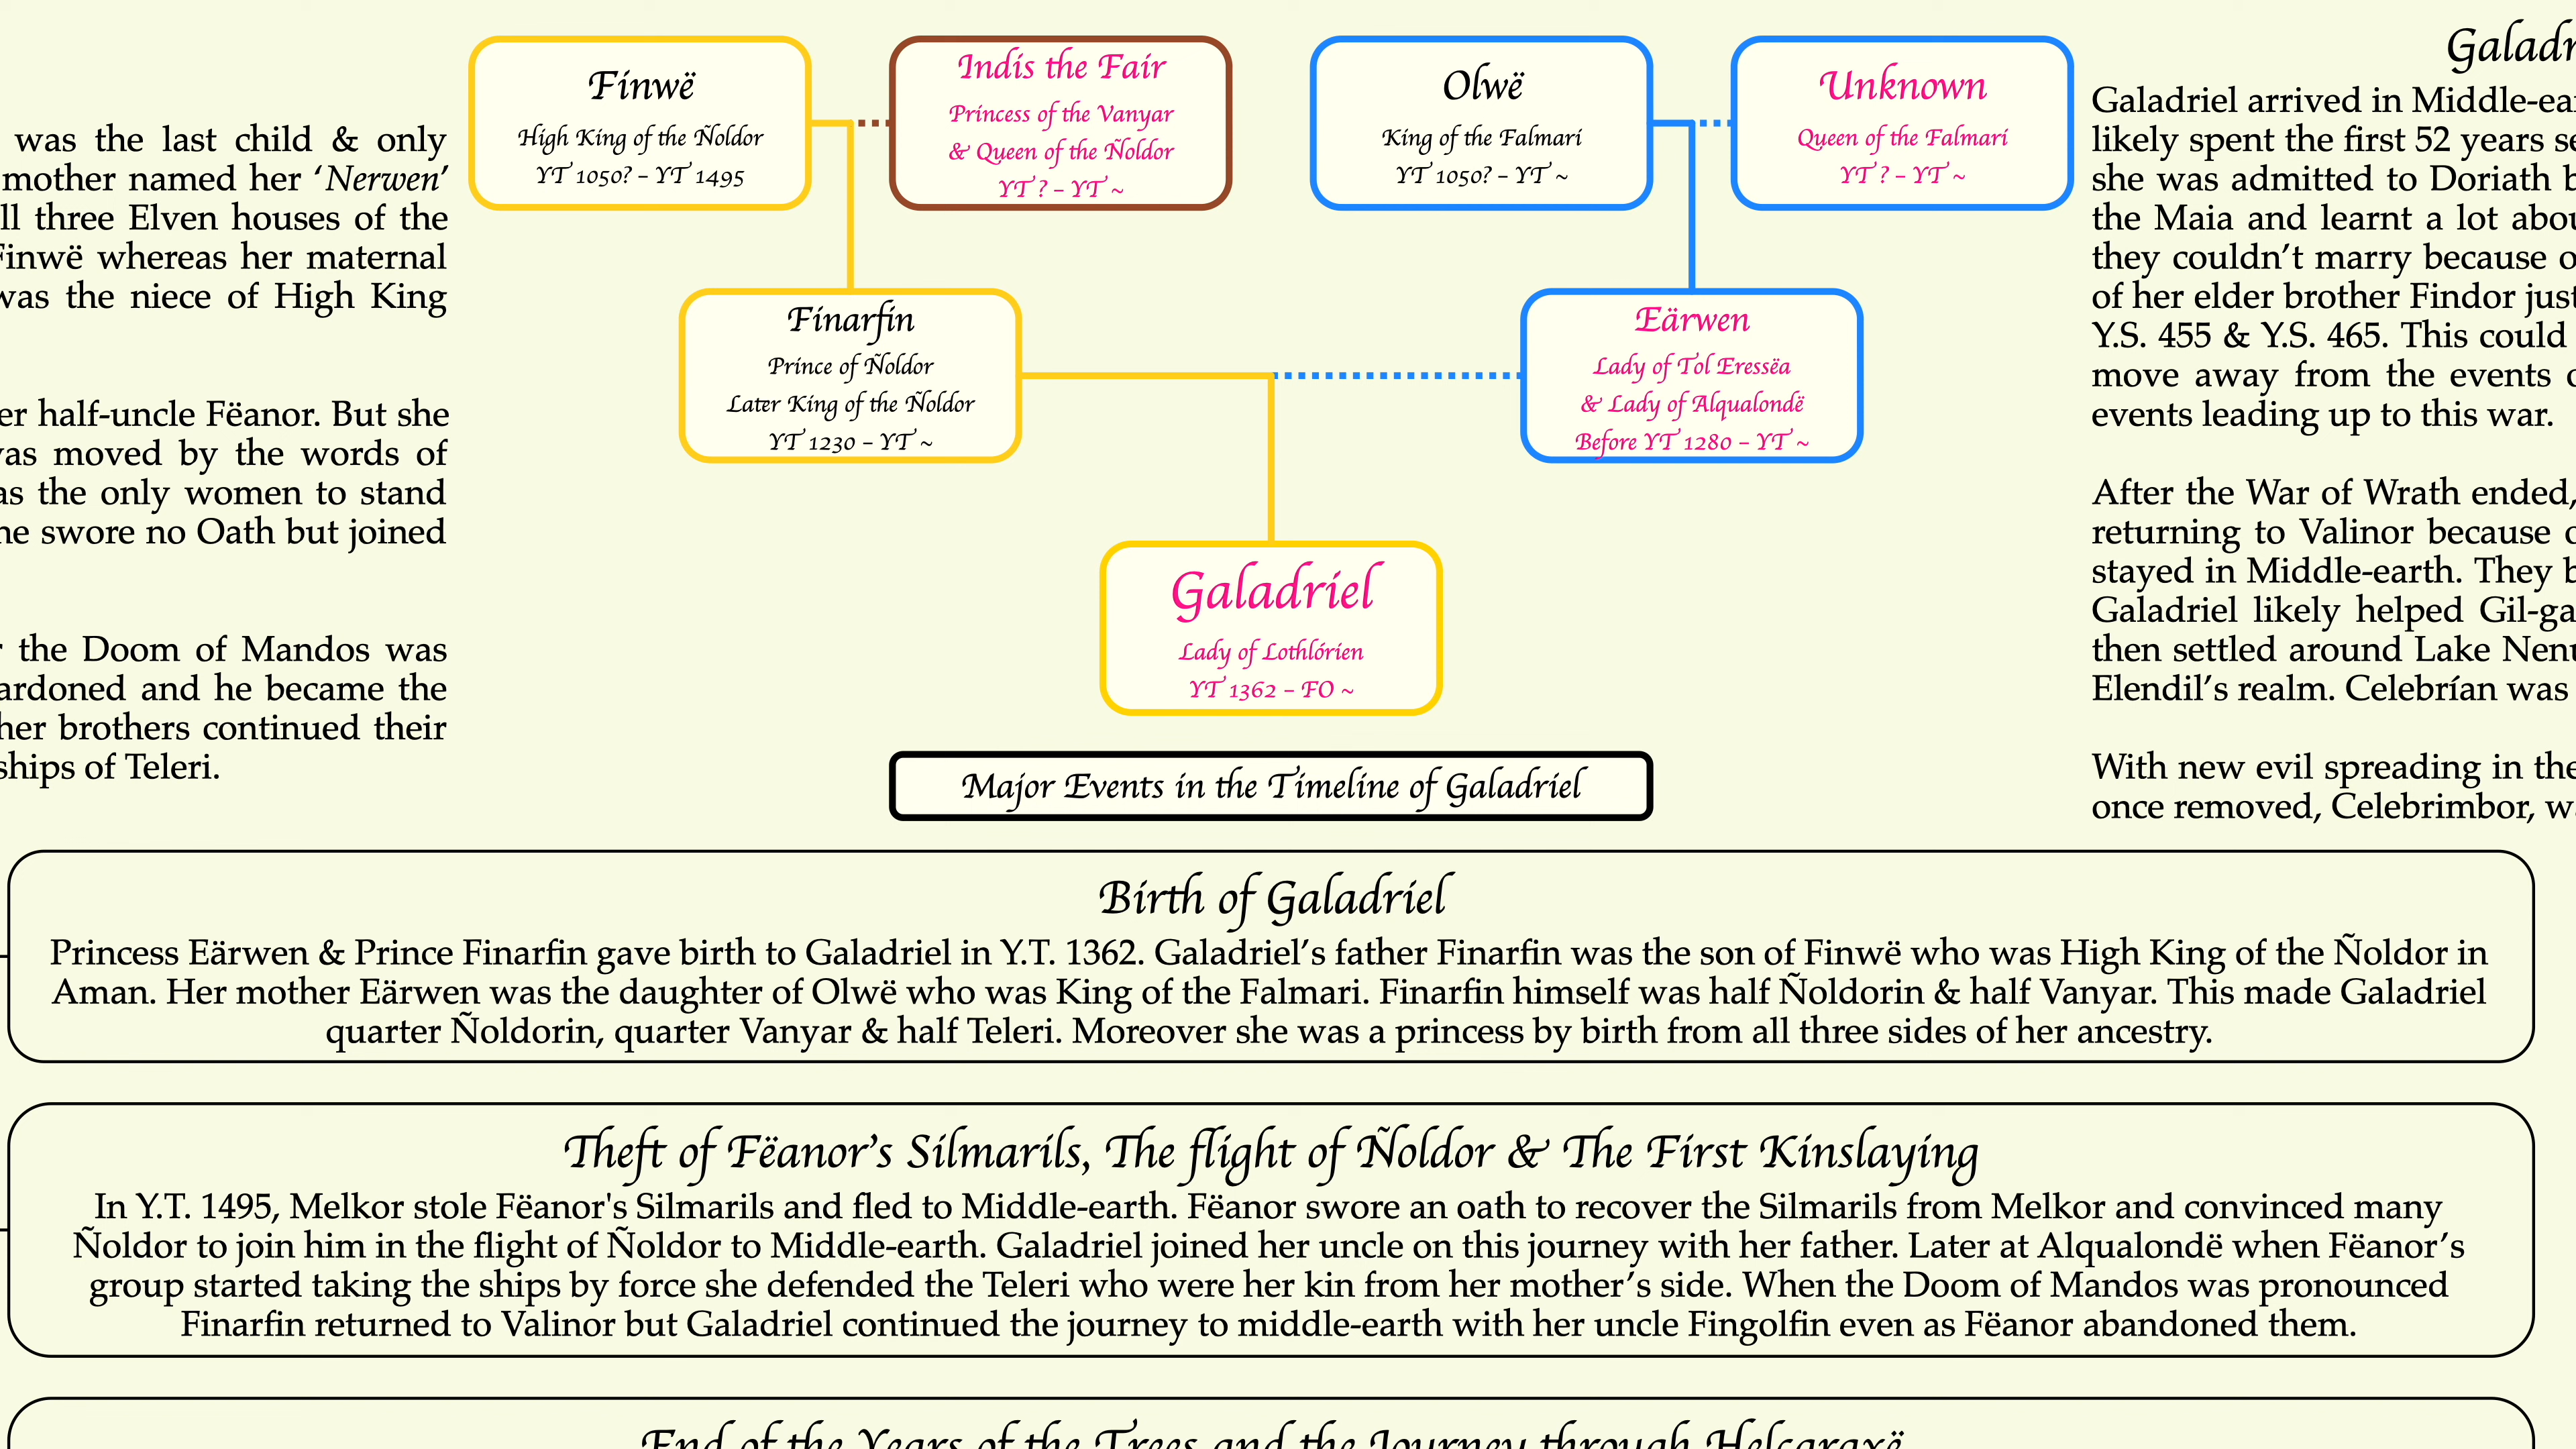 was the last child & only
mother named her ‘Nerwen’
ll three Elven houses of the
Finwë whereas her maternal
was the niece of High King
er half-uncle Fëanor. But she
was moved by the words of
as the only women to stand
he swore no Oath but joined
the Doom of Mandos was
ardoned and he became the
her brothers continued their
ships of Teleri.
Finwë
High King of the Ñoldor
YT 1050? – YT 1495
Indis the Fair
Princess of the Vanyar
& Queen of the Ñoldor
YT ? – YT ~
Olwë
King of the Falmari
YT 1050? – YT ~
Unknown
Queen of the Falmari
YT ? – YT ~
Finarfin
Prince of Ñoldor
Later King of the Ñoldor
YT 1230 – YT ~
Eärwen
Lady of Tol Eressëa
& Lady of Alqualondë
Before YT 1280 – YT ~
Galadriel
Lady of Lothlórien
YT 1362 – FO ~
Galadr
Galadriel arrived in Middle-ear
likely spent the first 52 years se
she was admitted to Doriath b
the Maia and learnt a lot abou
they couldn’t marry because o
of her elder brother Findor just
Y.S. 455 & Y.S. 465. This could
move away from the events o
events leading up to this war.
After the War of Wrath ended,
returning to Valinor because o
stayed in Middle-earth. They b
Galadriel likely helped Gil-ga
then settled around Lake Nenu
Elendil’s realm. Celebrían was
With new evil spreading in the
once removed, Celebrimbor, w
Major Events in the Timeline of Galadriel
Birth of Galadriel
Princess Eärwen & Prince Finarfin gave birth to Galadriel in Y.T. 1362. Galadriel’s father Finarfin was the son of Finwë who was High King of the Ñoldor in
Aman. Her mother Eärwen was the daughter of Olwë who was King of the Falmari. Finarfin himself was half Ñoldorin & half Vanyar. This made Galadriel
quarter Ñoldorin, quarter Vanyar & half Teleri. Moreover she was a princess by birth from all three sides of her ancestry.
Theft of Fëanor’s Silmarils, The flight of Ñoldor & The First Kinslaying
In Y.T. 1495, Melkor stole Fëanor's Silmarils and fled to Middle-earth. Fëanor swore an oath to recover the Silmarils from Melkor and convinced many
Ñoldor to join him in the flight of Ñoldor to Middle-earth. Galadriel joined her uncle on this journey with her father. Later at Alqualondë when Fëanor’s
group started taking the ships by force she defended the Teleri who were her kin from her mother’s side. When the Doom of Mandos was pronounced
Finarfin returned to Valinor but Galadriel continued the journey to middle-earth with her uncle Fingolfin even as Fëanor abandoned them.
End of the Years of the Trees and the Journey through Helcaraxë